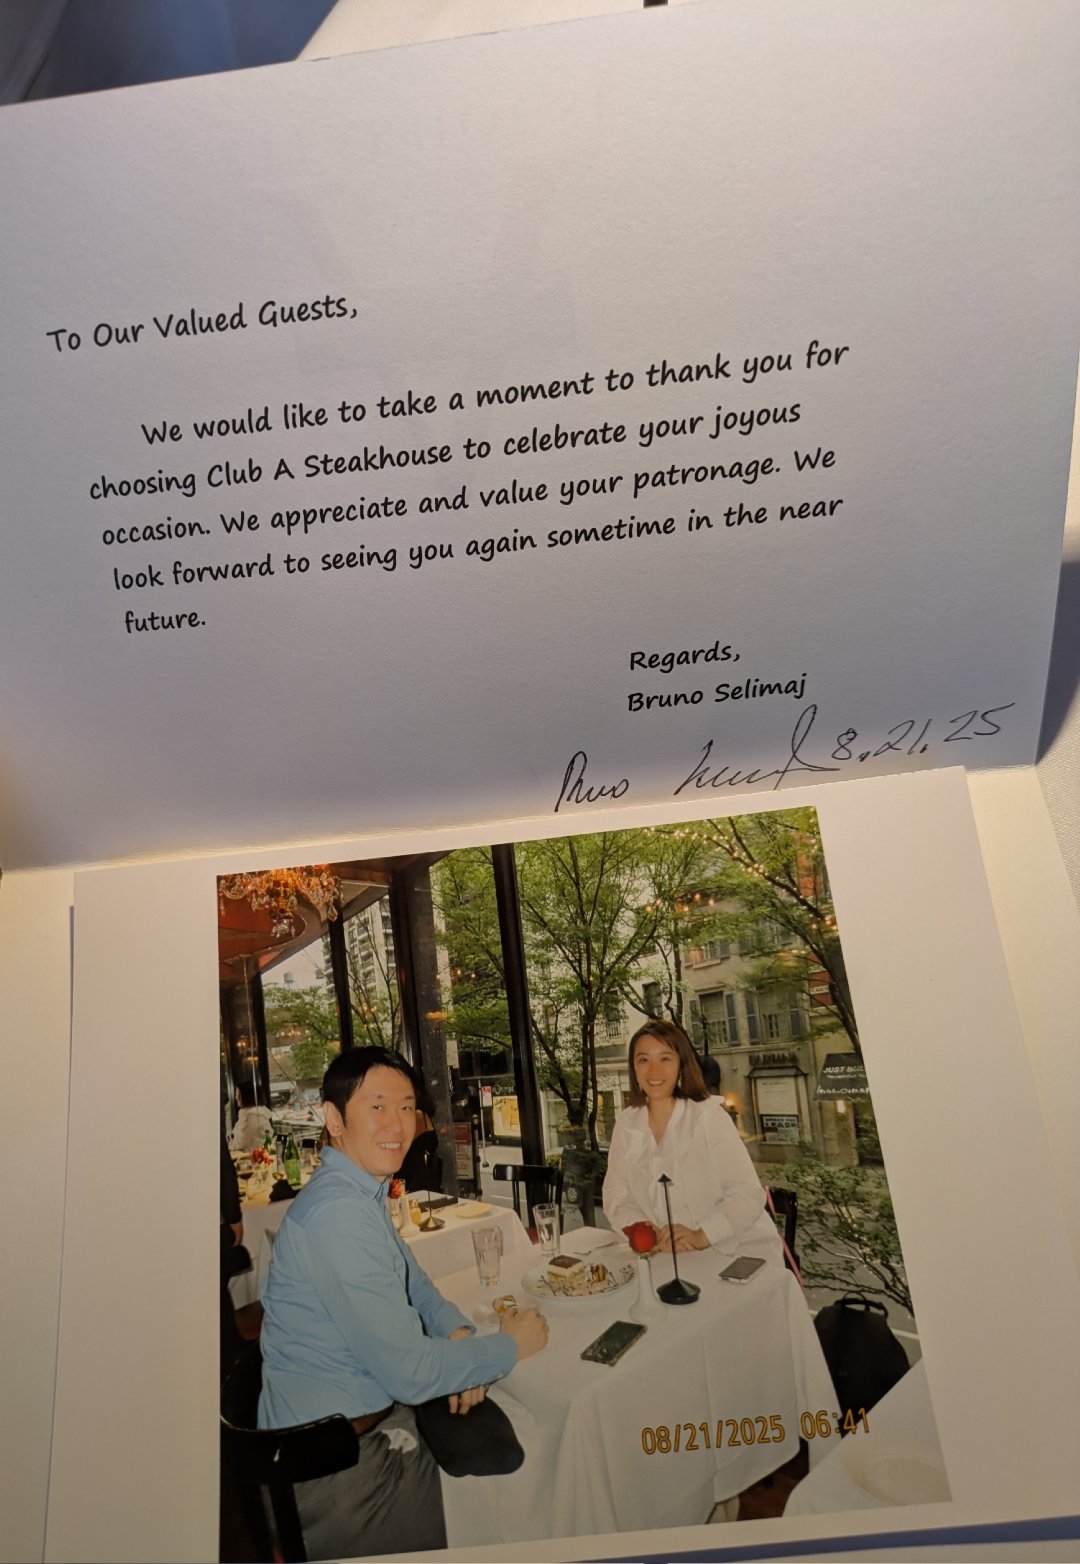 To Our Valued Guests,
We would like to take a moment to thank you for
choosing Club A Steakhouse to celebrate your joyous
occasion. We appreciate and value your patronage. We
look forward to seeing you again sometime in the near
future.
Regards,
Bruno Selimaj
8.21.25
JUST
LEASE
08/21/2025 06:41